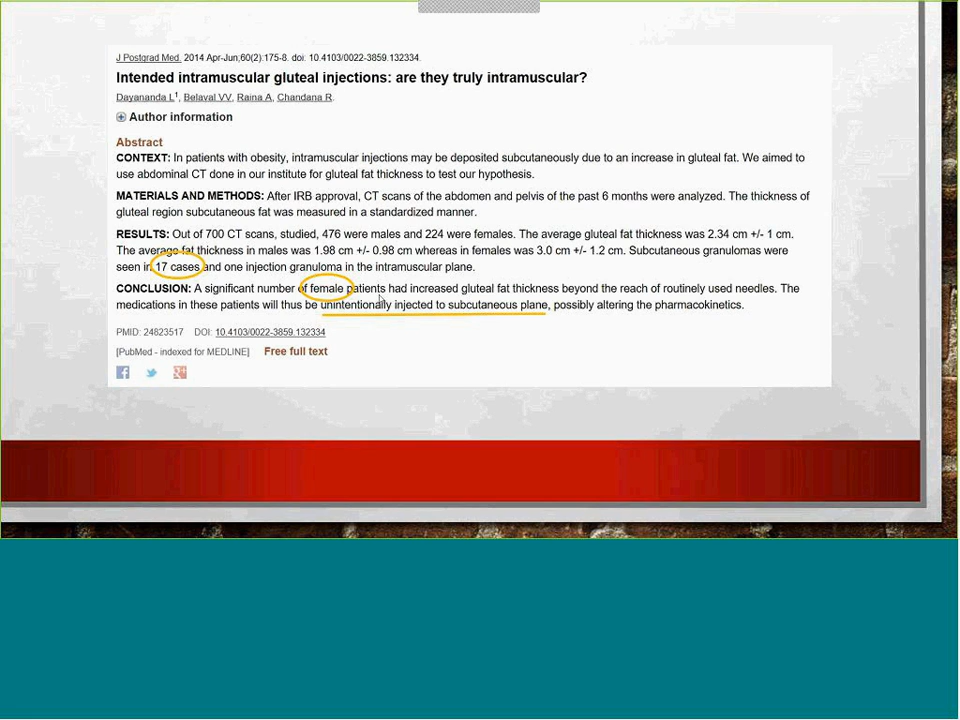 J Postgrad Med. 2014 Apr-Jun;60(2):175-8. doi: 10.4103/0022-3859.132334.
Intended intramuscular gluteal injections: are they truly intramuscular?
Dayananda L1, Belaval VV, Raina A, Chandana R.
Author information
Abstract
CONTEXT: In patients with obesity, intramuscular injections may be deposited subcutaneously due to an increase in gluteal fat. We aimed to
use abdominal CT done in our institute for gluteal fat thickness to test our hypothesis.
MATERIALS AND METHODS: After IRB approval, CT scans of the abdomen and pelvis of the past 6 months were analyzed. The thickness of
gluteal region subcutaneous fat was measured in a standardized manner.
RESULTS: Out of 700 CT scans, studied, 476 were males and 224 were females. The average gluteal fat thickness was 2.34 cm +/- 1 cm.
The average fat thickness in males was 1.98 cm +/- 0.98 cm whereas in females was 3.0 cm +/- 1.2 cm. Subcutaneous granulomas were
seen in 17 cases and one injection granuloma in the intramuscular plane.
CONCLUSION: A significant number of female patients had increased gluteal fat thickness beyond the reach of routinely used needles. The
medications in these patients will thus be unintentionally injected to subcutaneous plane, possibly altering the pharmacokinetics.
PMID: 24823517 DOI: 10.4103/0022-3859.132334
[PubMed - indexed for MEDLINE] Free full text